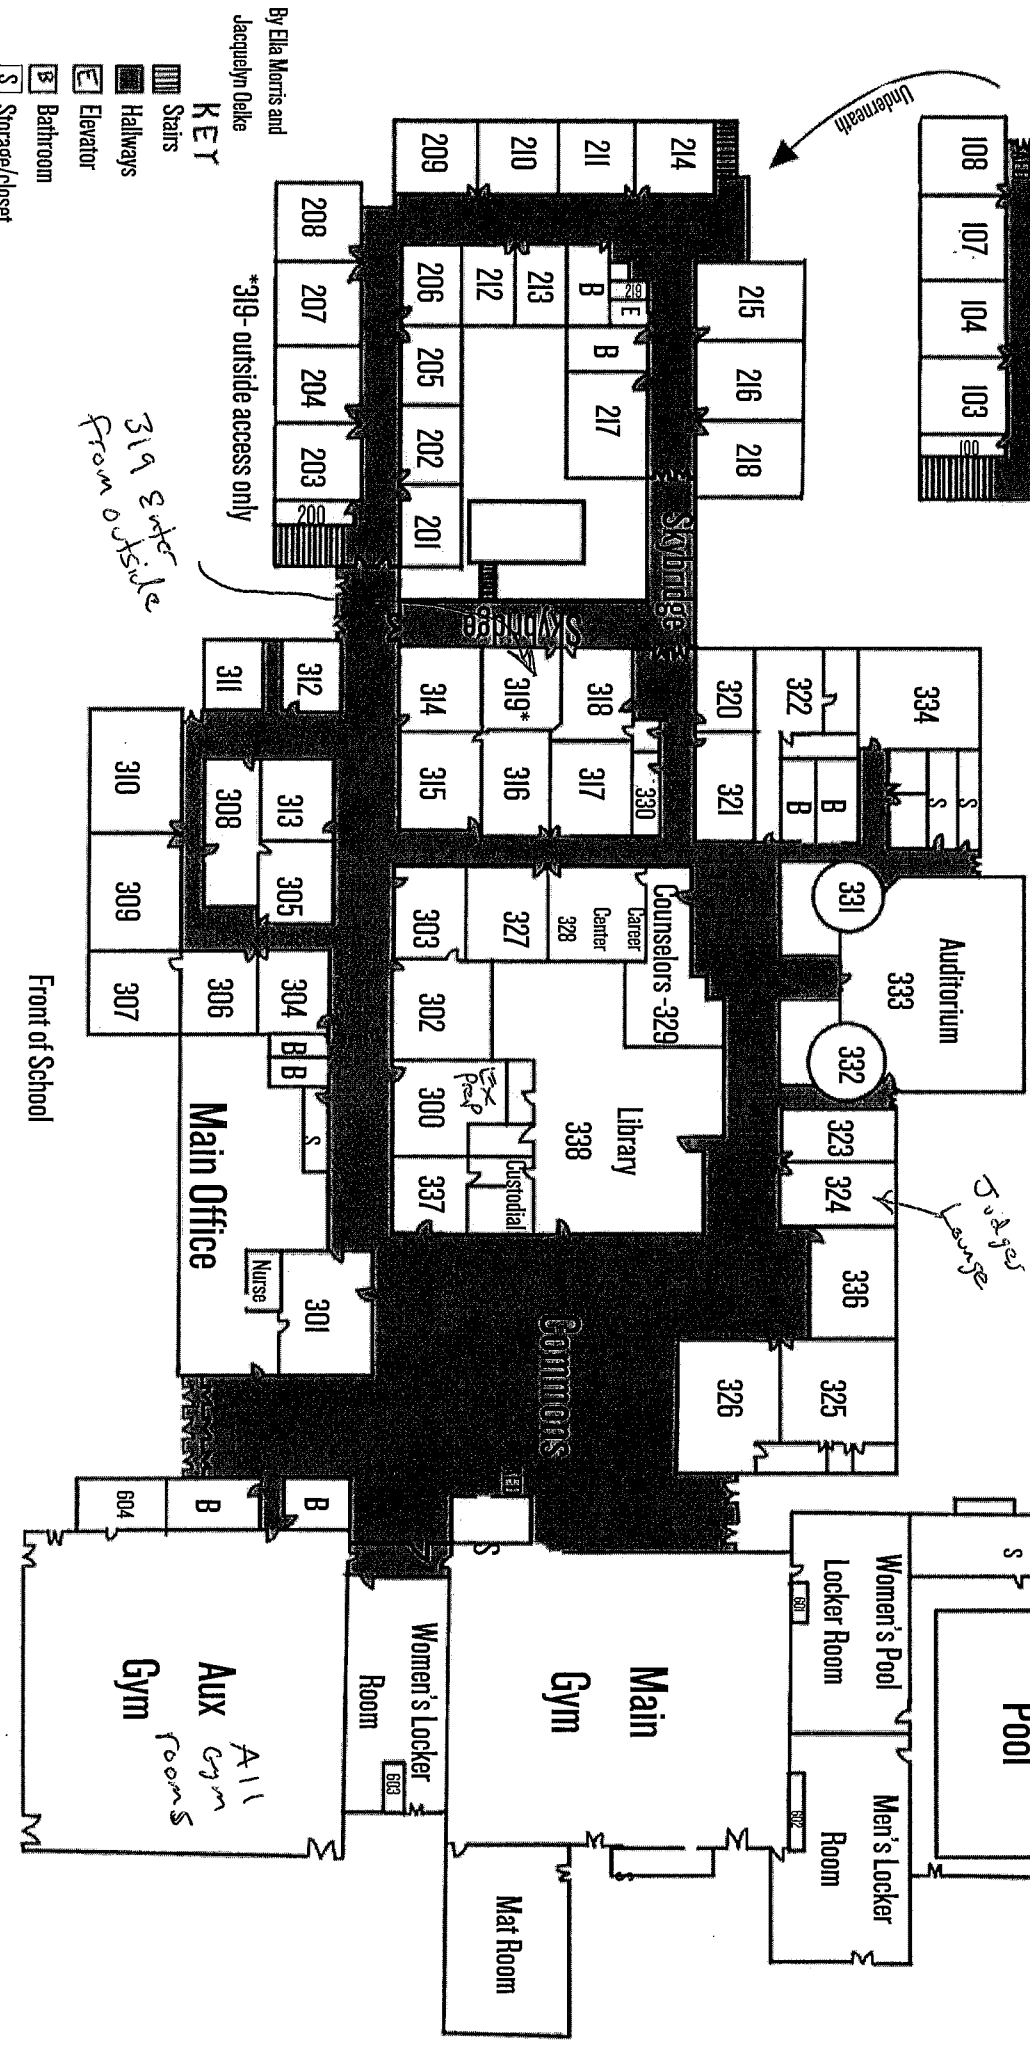 By Ella Morris and
Jacquelyn Oelke
KEY
Stairs
Hallways
E Elevator
B Bathroom
S Storage/closet
Underneath
108
107
104
103
100
214
211
210
209
215
216
218
219
E
B
213
212
206
B
217
205
202
201
208
207
204
203
200
*319- outside access only
319 Enter
from outside
Skybridge
Skybridge
334
322
320
321
B
B
S
S
318
319*
314
330
317
316
315
312
311
313
308
310
305
309
304
306
307
331
332
Auditorium
333
Counselors -329
Career
Center
328
327
303
302
300
LEX
Prep
Library
338
Custodial
337
323
324
Judges
Lounge
336
325
326
B
B
S
Main Office
Nurse
301
Front of School
Commons
B
B
604
S
S
Women's Pool
Locker Room
601
Pool
Men's Locker
Room
602
Main
Gym
S
Women's Locker
Room
603
Aux
Gym
All
Gym
rooms
Mat Room